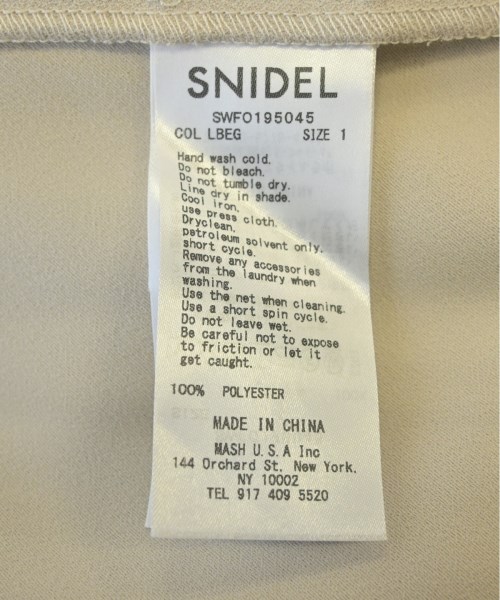 SNIDEL
SWFO195045
COL LBEG SIZE 1
Hand wash cold.
Do not bleach.
Do not tumble dry.
Line dry in shade.
Cool iron.
use press cloth.
Dryclean.
petroleum solvent only.
short cycle.
Remove any accessories
from the laundry when
washing.
Use the net when cleaning.
Use a short spin cycle.
Do not leave wet.
Be careful not to expose
to friction or let it
get caught.
100% POLYESTER
MADE IN CHINA
MASH U.S.A Inc
144 Orchard St. New York.
NY 10002
TEL 917 409 5520